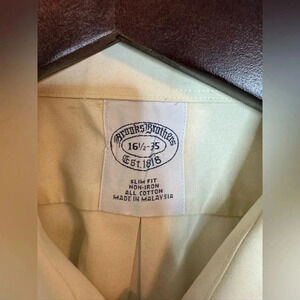 Brooks Brothers
16½-35
Est. 1818
SLIM FIT
NON-IRON
ALL COTTON
MADE IN MALAYSIA